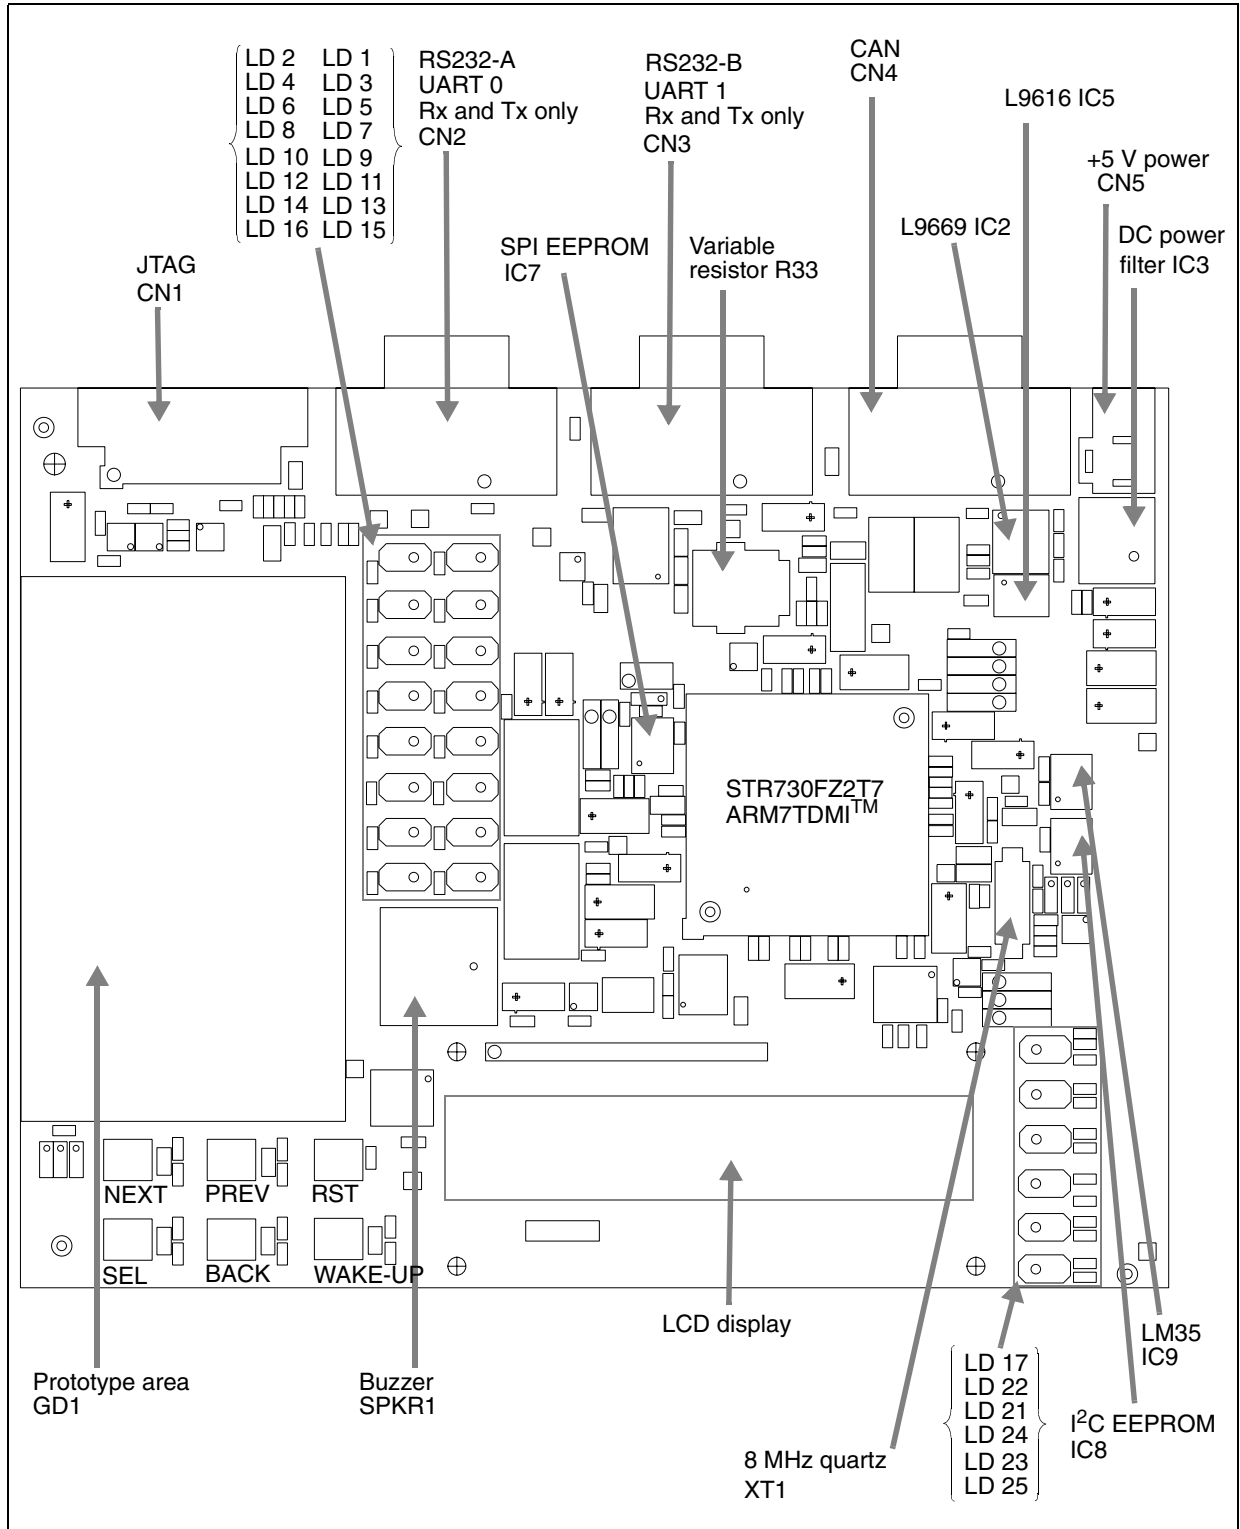 LD 2 LD 1
LD 4 LD 3
LD 6 LD 5
LD 8 LD 7
LD 10 LD 9
LD 12 LD 11
LD 14 LD 13
LD 16 LD 15
RS232-A
UART 0
Rx and Tx only
CN2
RS232-B
UART 1
Rx and Tx only
CN3
CAN
CN4
L9616 IC5
+5 V power
CN5
L9669 IC2
DC power
filter IC3
JTAG
CN1
SPI EEPROM
IC7
Variable
resistor R33
STR730FZ2T7
ARM7TDMI™
NEXT
PREV
RST
SEL
BACK
WAKE-UP
LCD display
LM35
IC9
Prototype area
GD1
Buzzer
SPKR1
LD 17
LD 22
LD 21
LD 24
LD 23
LD 25
I²C EEPROM
IC8
8 MHz quartz
XT1